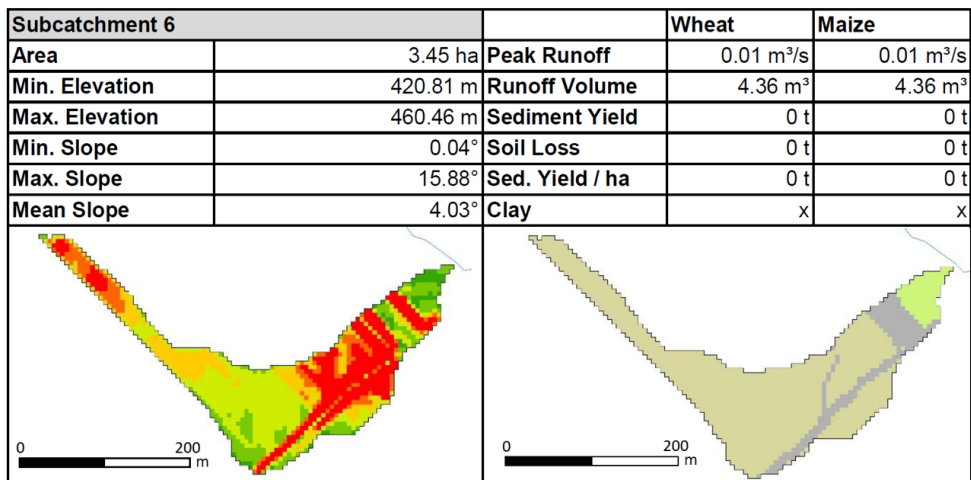 Subcatchment 6 Wheat Maize
Area 3.45 ha Peak Runoff 0.01 m³/s 0.01 m³/s
Min. Elevation 420.81 m Runoff Volume 4.36 m³ 4.36 m³
Max. Elevation 460.46 m Sediment Yield 0 t 0 t
Min. Slope 0.04° Soil Loss 0 t 0 t
Max. Slope 15.88° Sed. Yield / ha 0 t 0 t
Mean Slope 4.03° Clay x x
0 200 m
0 200 m